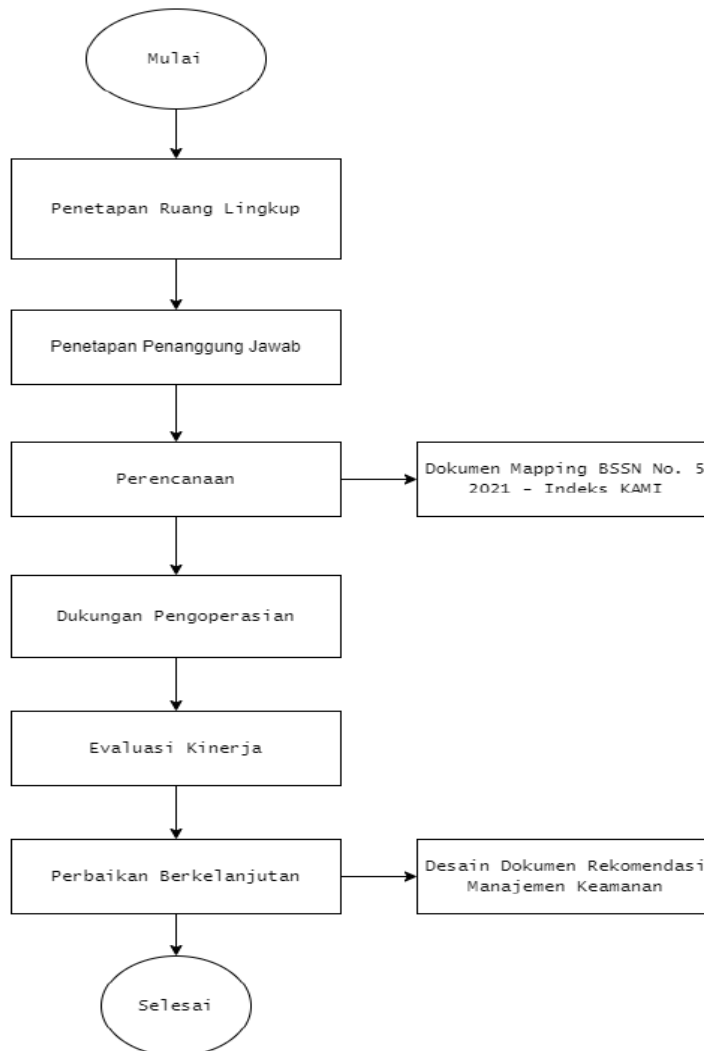 Mulai
Penetapan Ruang Lingkup
Penetapan Penanggung Jawab
Perencanaan
Dokumen Mapping BSSN No. 5
2021 - Indeks KAMI
Dukungan Pengoperasian
Evaluasi Kinerja
Perbaikan Berkelanjutan
Desain Dokumen Rekomendasi
Manajemen Keamanan
Selesai